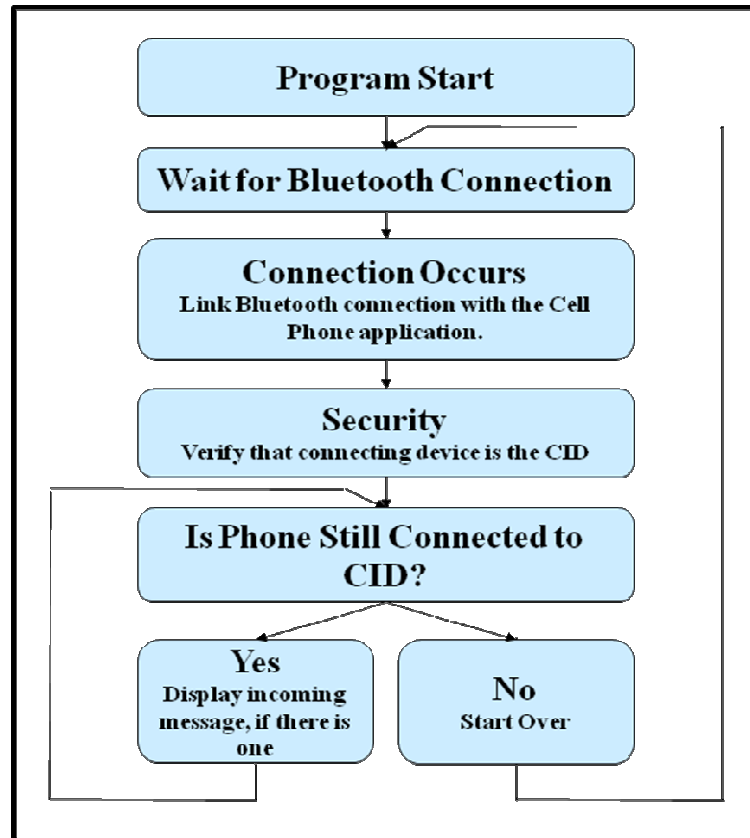 Program Start
Wait for Bluetooth Connection
Connection Occurs
Link Bluetooth connection with the Cell
Phone application.
Security
Verify that connecting device is the CID
Is Phone Still Connected to
CID?
Yes
Display incoming
message, if there is
one
No
Start Over